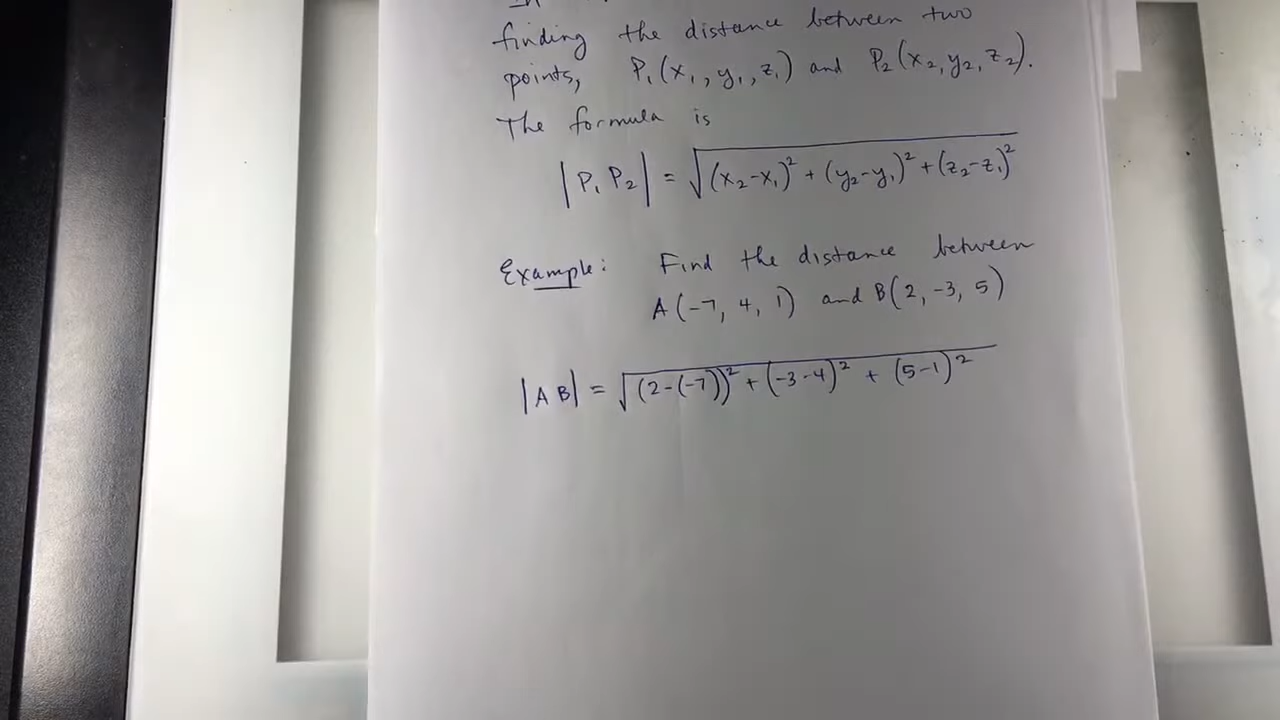 finding the distance between two
points, P₁(x₁, y₁, z₁) and P₂(x₂, y₂, z₂).
The formula is
|P₁ P₂| = √((x₂-x₁)² + (y₂-y₁)² + (z₂-z₁)²)
Example: Find the distance between
A(-7, 4, 1) and B(2, -3, 5)
|AB| = √((2-(-7))² + (-3-4)² + (5-1)²)